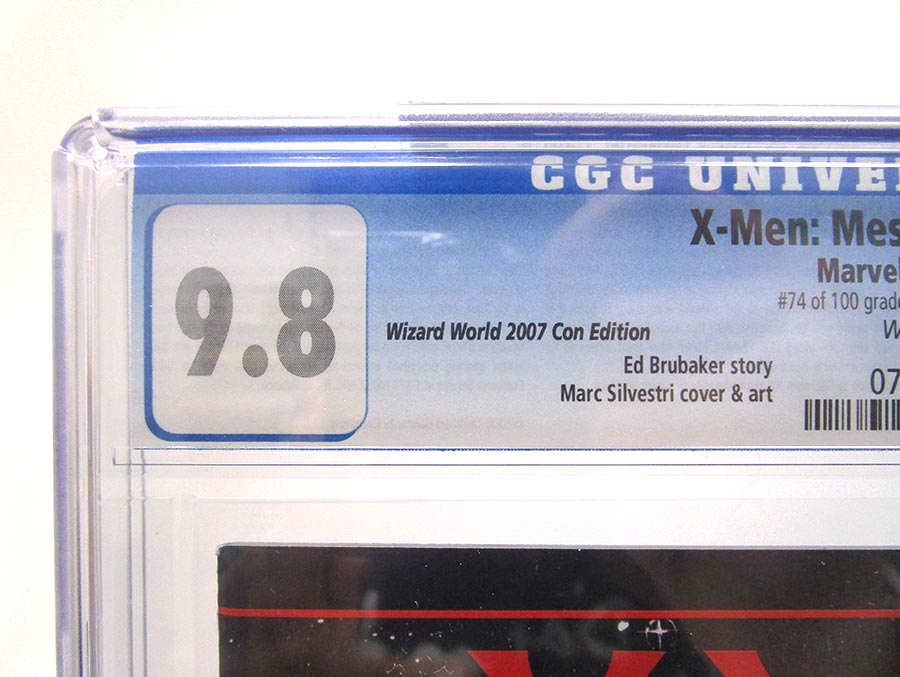 CGC UNIVE
X-Men: Mes
Marvel
#74 of 100 grade
9.8
Wizard World 2007 Con Edition
W
Ed Brubaker story
Marc Silvestri cover & art
07